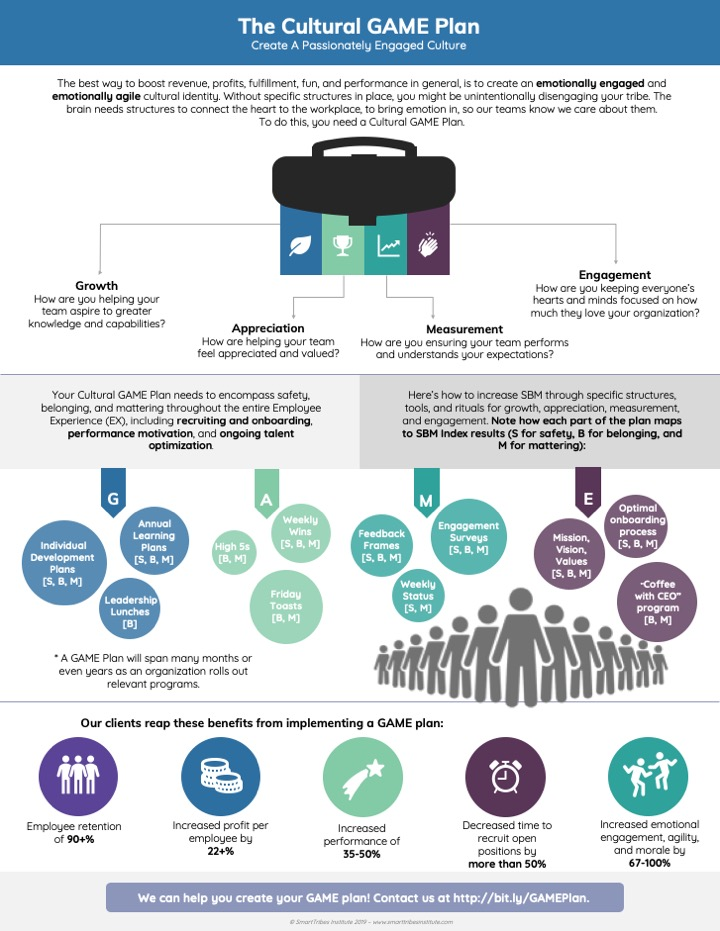 The Cultural GAME Plan
Create A Passionately Engaged Culture
The best way to boost revenue, profits, fulfillment, fun, and performance in general, is to create an emotionally engaged and
emotionally agile cultural identity. Without specific structures in place, you might be unintentionally disengaging your tribe. The
brain needs structures to connect the heart to the workplace, to bring emotion in, so our teams know we care about them.
To do this, you need a Cultural GAME Plan.
Growth
How are you helping your
team aspire to greater
knowledge and capabilities?
Appreciation
How are helping your team
feel appreciated and valued?
Measurement
How are you ensuring your team performs
and understands your expectations?
Engagement
How are you keeping everyone's
hearts and minds focused on how
much they love your organization?
Your Cultural GAME Plan needs to encompass safety,
belonging, and mattering throughout the entire Employee
Experience (EX), including recruiting and onboarding,
performance motivation, and ongoing talent
optimization.
Here's how to increase SBM through specific structures,
tools, and rituals for growth, appreciation, measurement,
and engagement. Note how each part of the plan maps
to SBM Index results (S for safety, B for belonging, and
M for mattering):
G
Individual
Development
Plans
[S, B, M]
Annual
Learning
Plans
[S, B, M]
Leadership
Lunches
[B]
A
High 5s
[B, M]
Weekly
Wins
[S, B, M]
Friday
Toasts
[B, M]
M
Feedback
Frames
[S, B, M]
Engagement
Surveys
[S, B, M]
Weekly
Status
[S, M]
E
Mission,
Vision,
Values
[S, B, M]
Optimal
onboarding
process
[S, B, M]
"Coffee
with CEO"
program
[B, M]
* A GAME Plan will span many months or
even years as an organization rolls out
relevant programs.
Our clients reap these benefits from implementing a GAME plan:
Employee retention
of 90+%
Increased profit per
employee by
22+%
Increased
performance of
35-50%
Decreased time to
recruit open
positions by
more than 50%
Increased emotional
engagement, agility,
and morale by
67-100%
We can help you create your GAME plan! Contact us at http://bit.ly/GAMEPlan.
© SmartTribes Institute 2019 – www.smarttribesinstitute.com